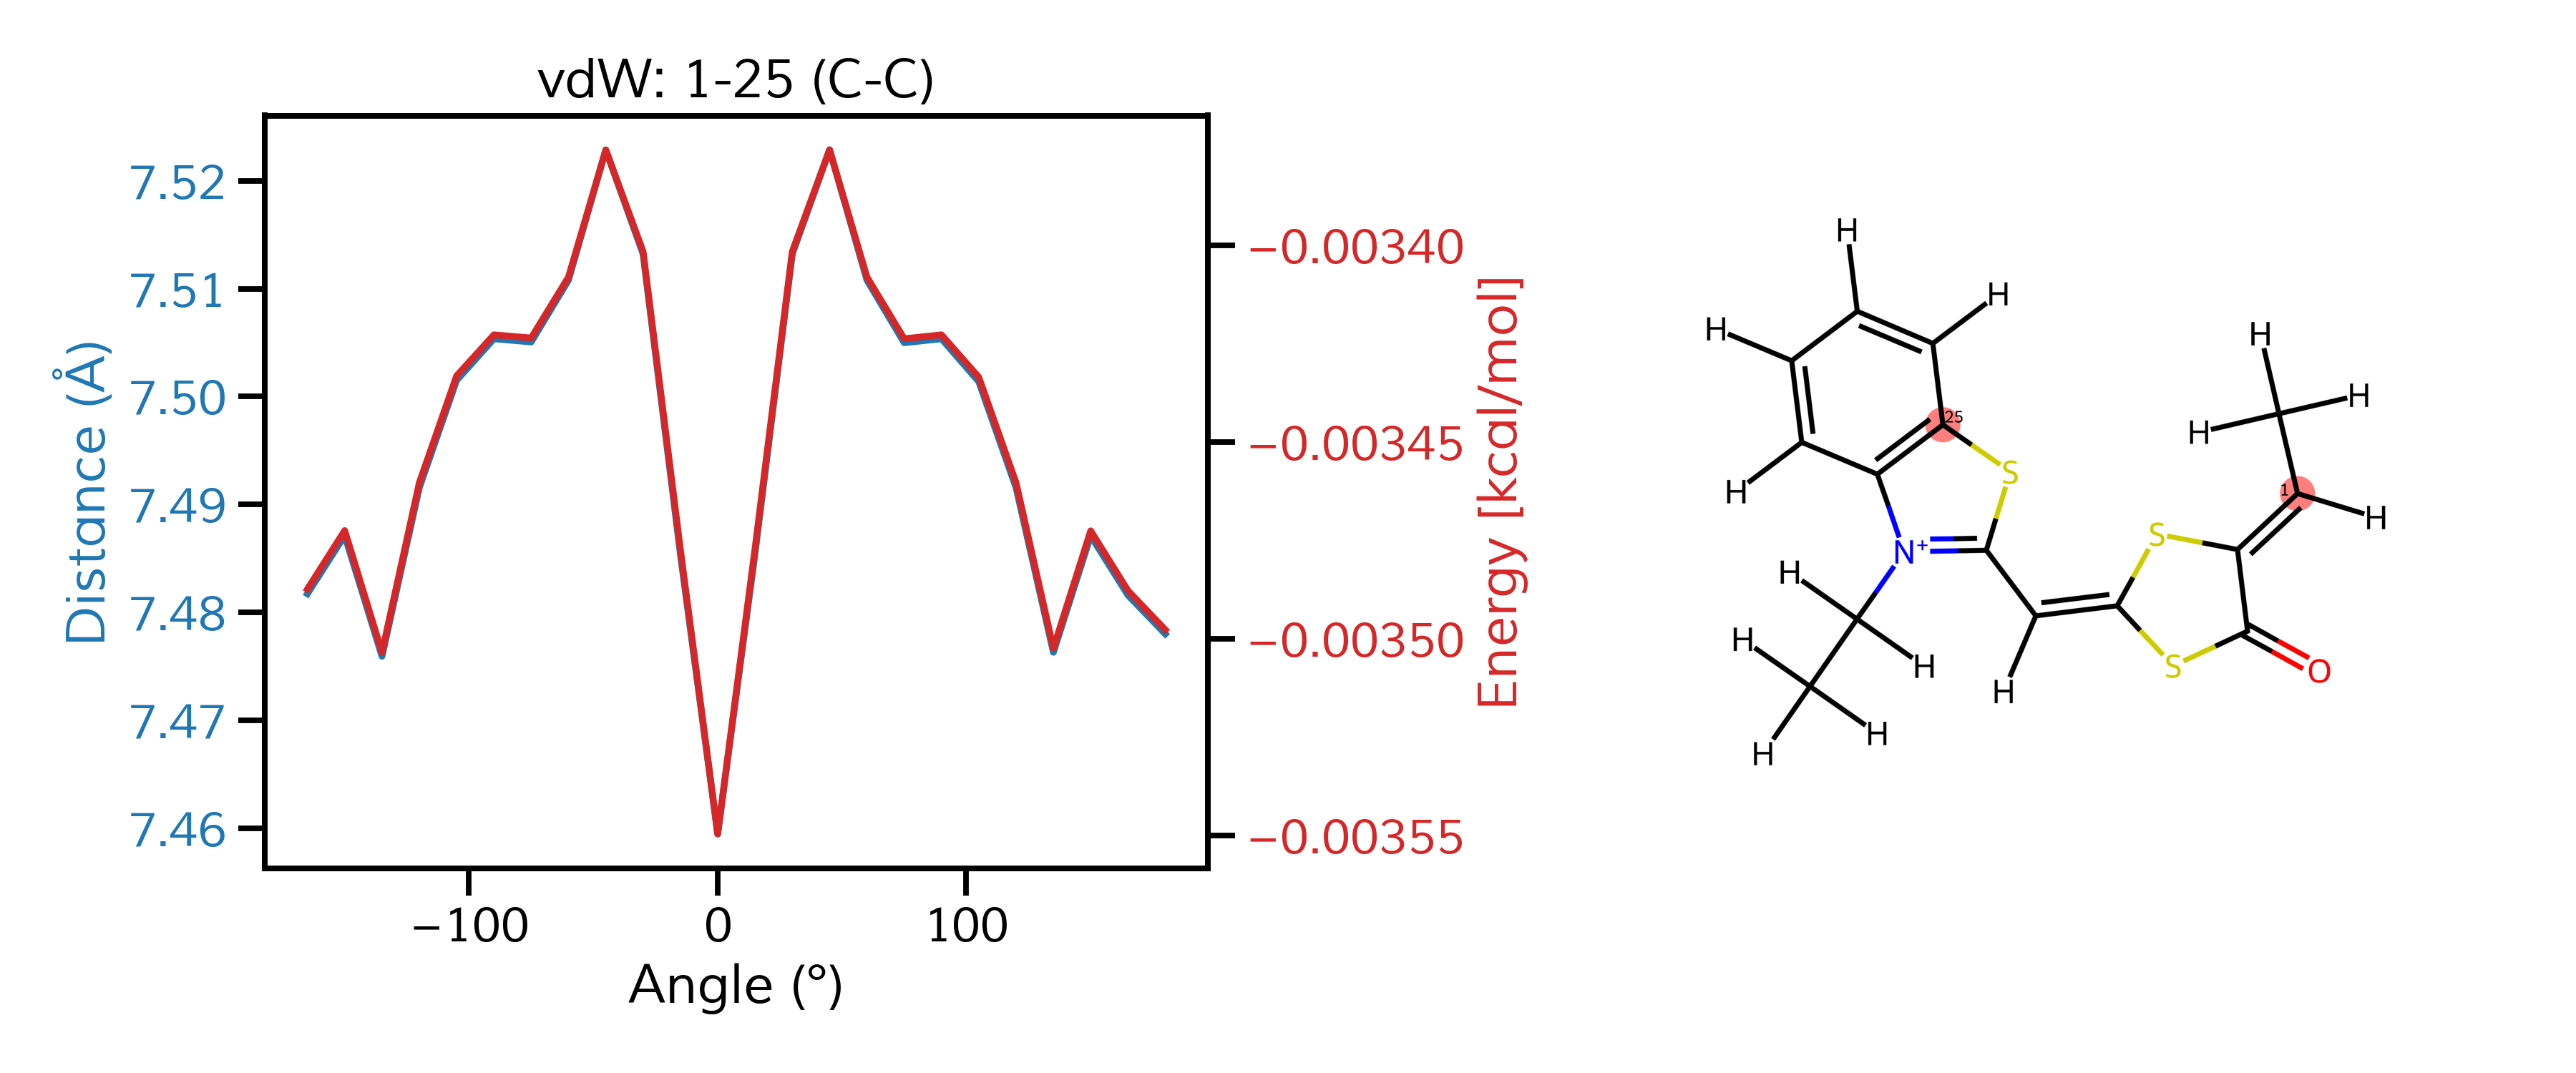 vdW: 1-25 (C-C)
7.52
7.51
7.50
7.49
7.48
7.47
7.46
Distance (Å)
−0.00340
−0.00345
−0.00350
−0.00355
Energy [kcal/mol]
−100
0
100
Angle (°)
H
H
H
H
H
H
H
H
25
S
1
H
S
N+
H
H
H
H
S
O
H
H
H